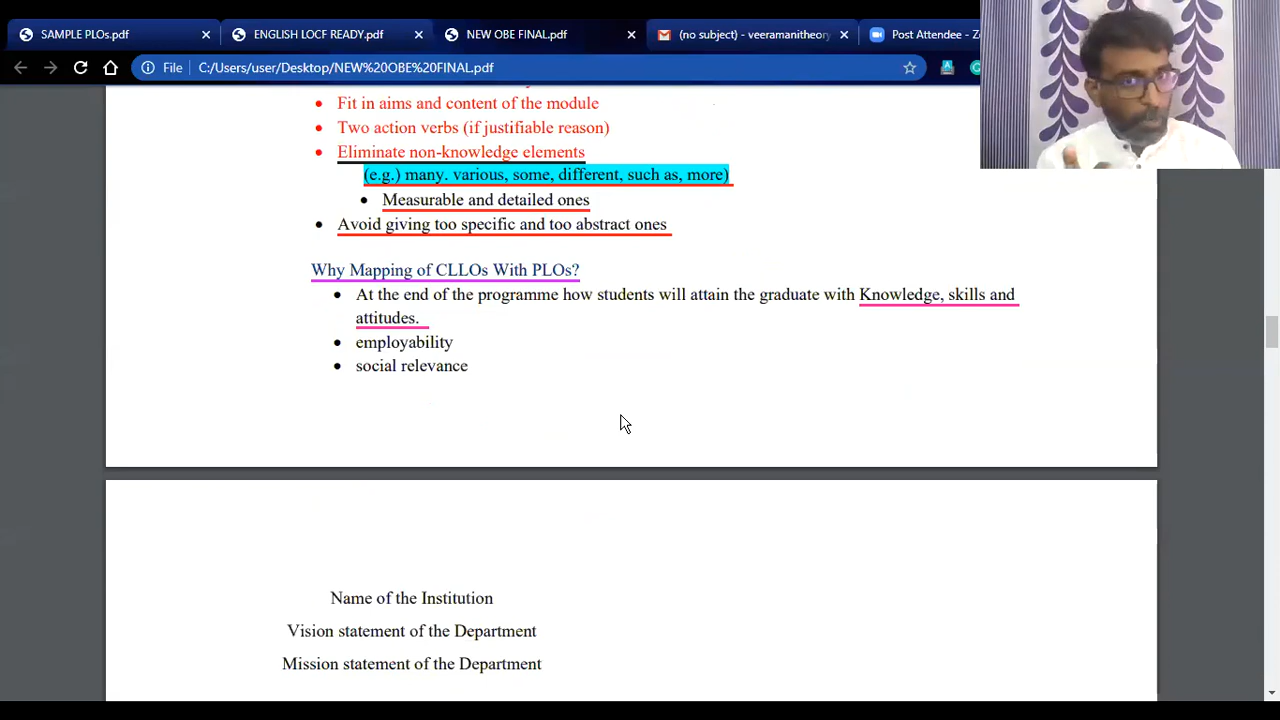 SAMPLE PLOs.pdf
ENGLISH LOCF READY.pdf
NEW OBE FINAL.pdf
(no subject) - veeramanitheory
Post Attendee - Zo
File
C:/Users/user/Desktop/NEW%20OBE%20FINAL.pdf
• Fit in aims and content of the module
• Two action verbs (if justifiable reason)
• Eliminate non-knowledge elements
(e.g.) many. various, some, different, such as, more)
• Measurable and detailed ones
• Avoid giving too specific and too abstract ones
Why Mapping of CLLOs With PLOs?
• At the end of the programme how students will attain the graduate with Knowledge, skills and
attitudes.
• employability
• social relevance
Name of the Institution
Vision statement of the Department
Mission statement of the Department